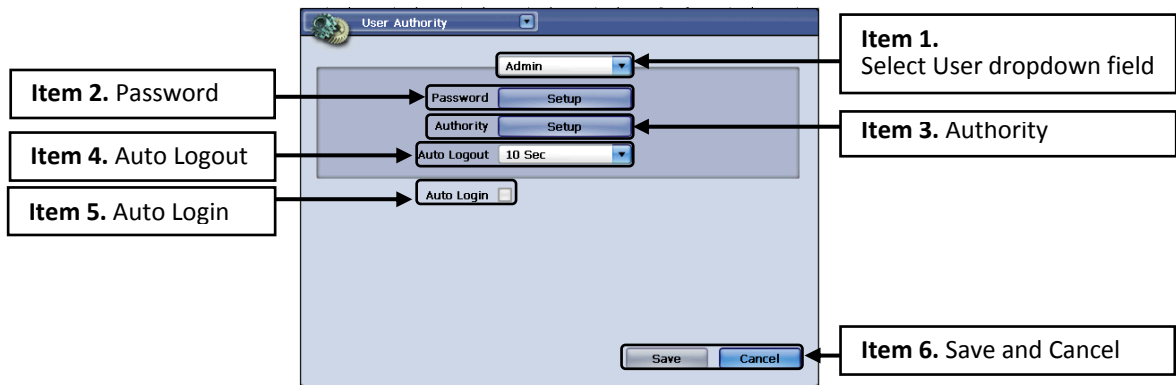 User Authority
Item 1.
Select User dropdown field
Admin
Item 2. Password
Password Setup
Authority Setup
Item 3. Authority
Item 4. Auto Logout
Auto Logout 10 Sec
Auto Login
Item 5. Auto Login
Save Cancel
Item 6. Save and Cancel